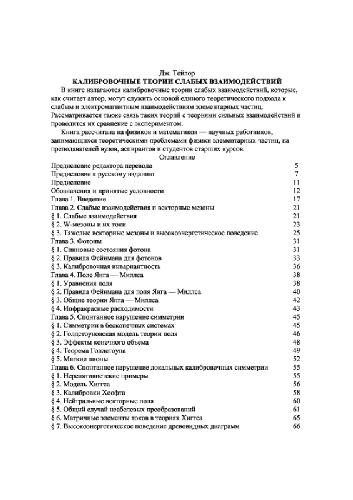 Дж. Тейлор
КАЛИБРОВОЧНЫЕ ТЕОРИИ СЛАБЫХ ВЗАИМОДЕЙСТВИЙ
В книге излагаются калибровочные теории слабых взаимодействий, которые,
как считает автор, могут служить основой единого теоретического подхода к
слабым и электромагнитным взаимодействиям элементарных частиц.
Рассматривается также связь таких теорий с теориями сильных взаимодействий и
проводится их сравнение с экспериментом.
Книга рассчитана на физиков и математиков — научных работников,
занимающихся теоретическими проблемами физики элементарных частиц, на
преподавателей вузов, аспирантов и студентов старших курсов.
Оглавление
Предисловие редактора перевода 5
Предисловие к русскому изданию 7
Предисловие 11
Обозначения и принятые условности 12
Глава 1. Введение 17
Глава 2. Слабые взаимодействия и векторные мезоны 21
§ 1. Слабые взаимодействия 21
§ 2. W-мезоны и их токи 23
§ 3. Тяжелые векторные мезоны и высокоэнергетическое поведение 25
Глава 3. Фотоны 31
§ 1. Спиновые состояния фотона 31
§ 2. Правила Фейнмана для фотонов 33
§ 3. Калибровочная инвариантность 36
Глава 4. Поле Янга — Миллса 38
§ 1. Уравнения поля 38
§ 2. Правила Фейнмана для поля Янга — Миллса 40
§ 3. Общие теории Янга — Миллса 42
§ 4. Инфракрасные расходимости 43
Глава 5. Спонтанное нарушение симметрии 45
§ 1. Симметрии в бесконечных системах 45
§ 2. Голдстоуновская модель теории поля 46
§ 3. Эффекты конечного объема 48
§ 4. Теорема Голдстоуна 49
§ 5. Мягкие пионы 52
Глава 6. Спонтанное нарушение локальных калибровочных симметрии 55
§ 1. Нерелятивистские примеры 55
§ 2. Модель Хиггса 56
§ 3. Калибровки Хоофта 58
§ 4. Нейтральные векторные поля 60
§ 5. Общий случай неабелевых преобразований 61
§ 6. Матричные элементы токов в теориях Хиггса 65
§ 7. Высокоэнергетическое поведение древовидных диаграмм 66